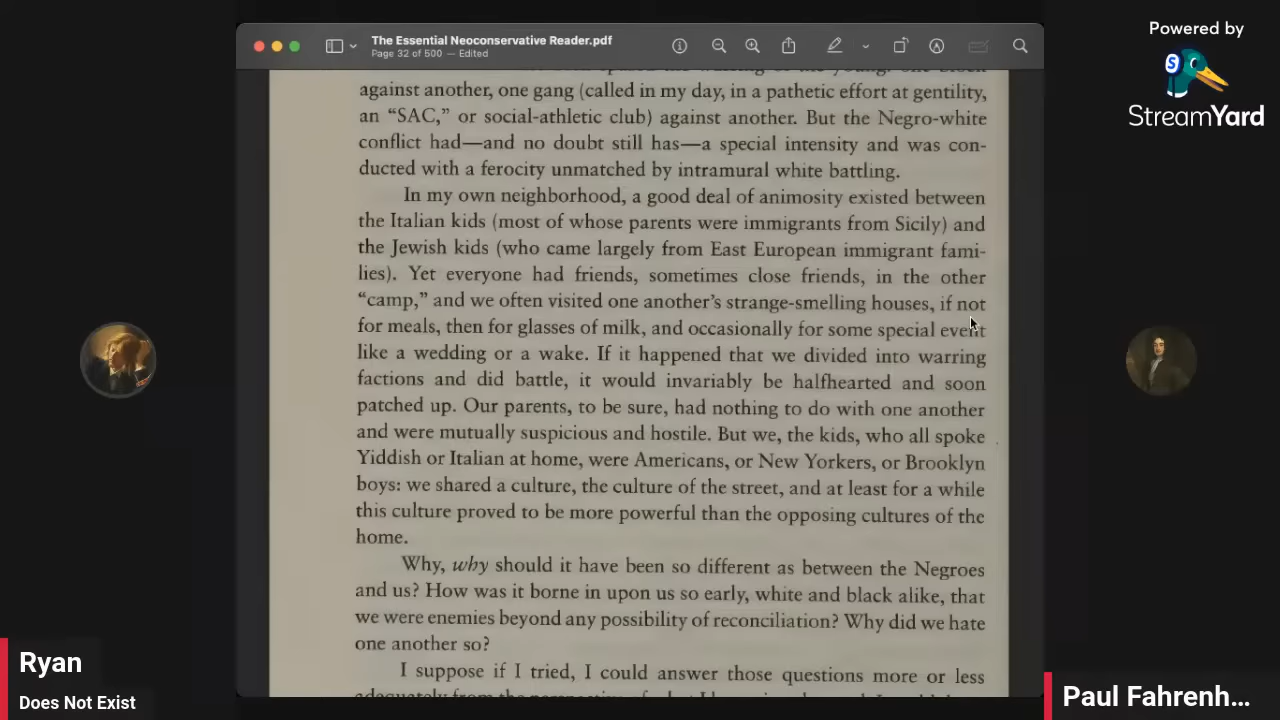 Powered by
StreamYard
The Essential Neoconservative Reader.pdf
Page 32 of 500 — Edited
against another, one gang (called in my day, in a pathetic effort at gentility,
an “SAC,” or social-athletic club) against another. But the Negro-white
conflict had—and no doubt still has—a special intensity and was con-
ducted with a ferocity unmatched by intramural white battling.
In my own neighborhood, a good deal of animosity existed between
the Italian kids (most of whose parents were immigrants from Sicily) and
the Jewish kids (who came largely from East European immigrant fami-
lies). Yet everyone had friends, sometimes close friends, in the other
“camp,” and we often visited one another’s strange-smelling houses, if not
for meals, then for glasses of milk, and occasionally for some special event
like a wedding or a wake. If it happened that we divided into warring
factions and did battle, it would invariably be halfhearted and soon
patched up. Our parents, to be sure, had nothing to do with one another
and were mutually suspicious and hostile. But we, the kids, who all spoke
Yiddish or Italian at home, were Americans, or New Yorkers, or Brooklyn
boys: we shared a culture, the culture of the street, and at least for a while
this culture proved to be more powerful than the opposing cultures of the
home.
Why, why should it have been so different as between the Negroes
and us? How was it borne in upon us so early, white and black alike, that
we were enemies beyond any possibility of reconciliation? Why did we hate
one another so?
I suppose if I tried, I could answer those questions more or less
Ryan
Does Not Exist
Paul Fahrenh...